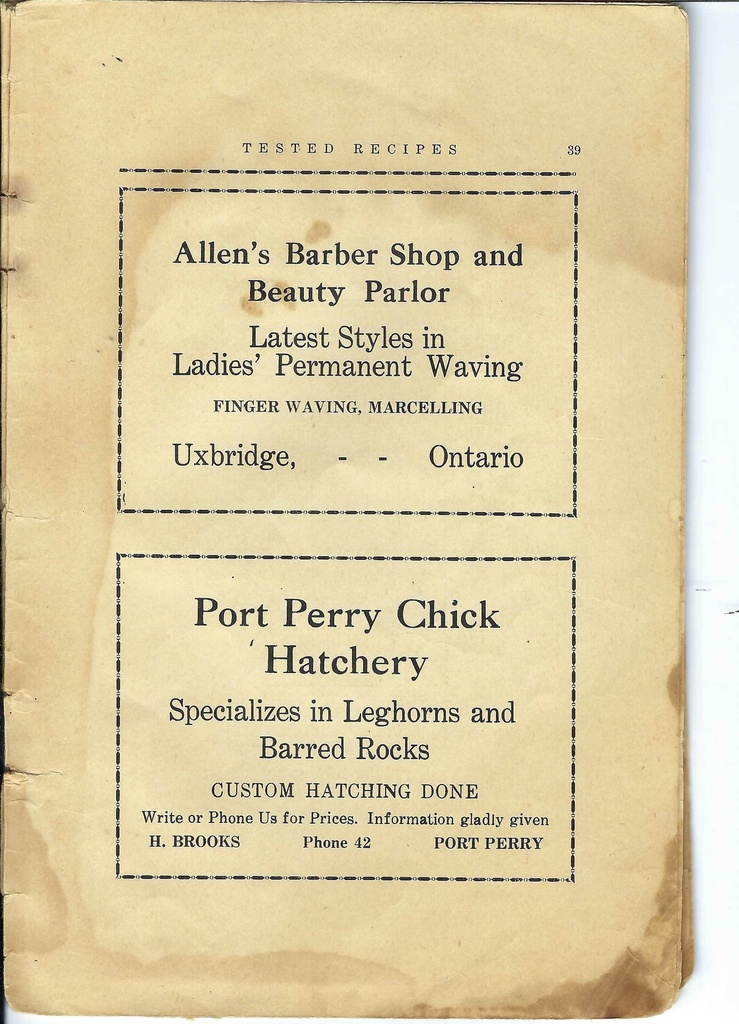 TESTED RECIPES 39
Allen's Barber Shop and
Beauty Parlor
Latest Styles in
Ladies' Permanent Waving
FINGER WAVING, MARCELLING
Uxbridge, - - Ontario
Port Perry Chick
Hatchery
Specializes in Leghorns and
Barred Rocks
CUSTOM HATCHING DONE
Write or Phone Us for Prices. Information gladly given
H. BROOKS Phone 42 PORT PERRY